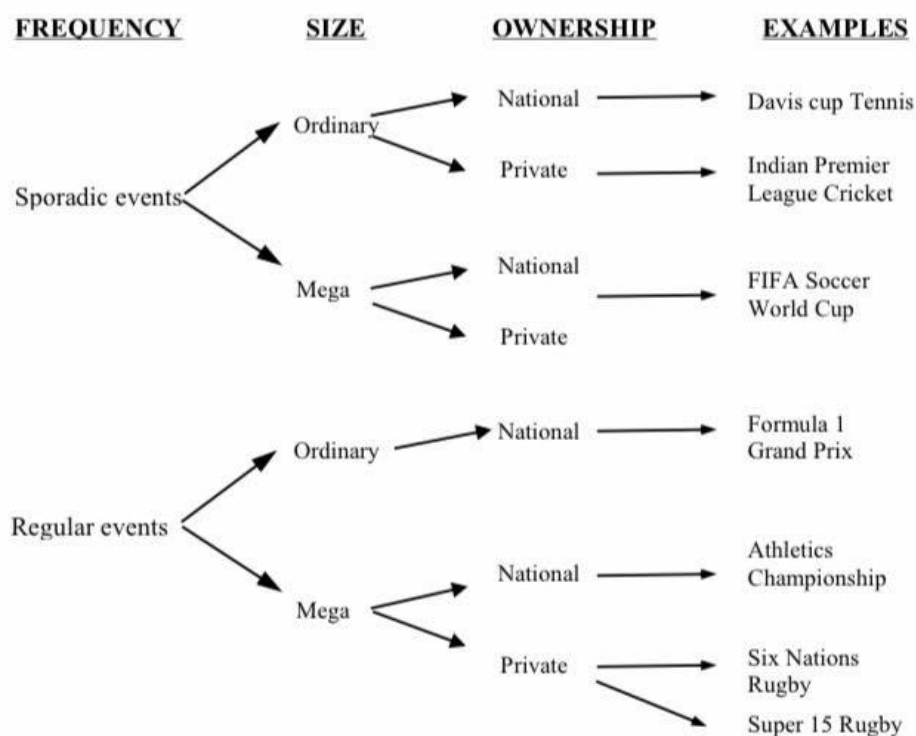 FREQUENCY SIZE OWNERSHIP EXAMPLES
National Davis cup Tennis
Ordinary
Private Indian Premier
League Cricket
Sporadic events
National
FIFA Soccer
Mega
World Cup
Private
Formula 1
National
Ordinary Grand Prix
Regular events
Athletics
National Championship
Mega
Six Nations
Private
Rugby
Super 15 Rugby